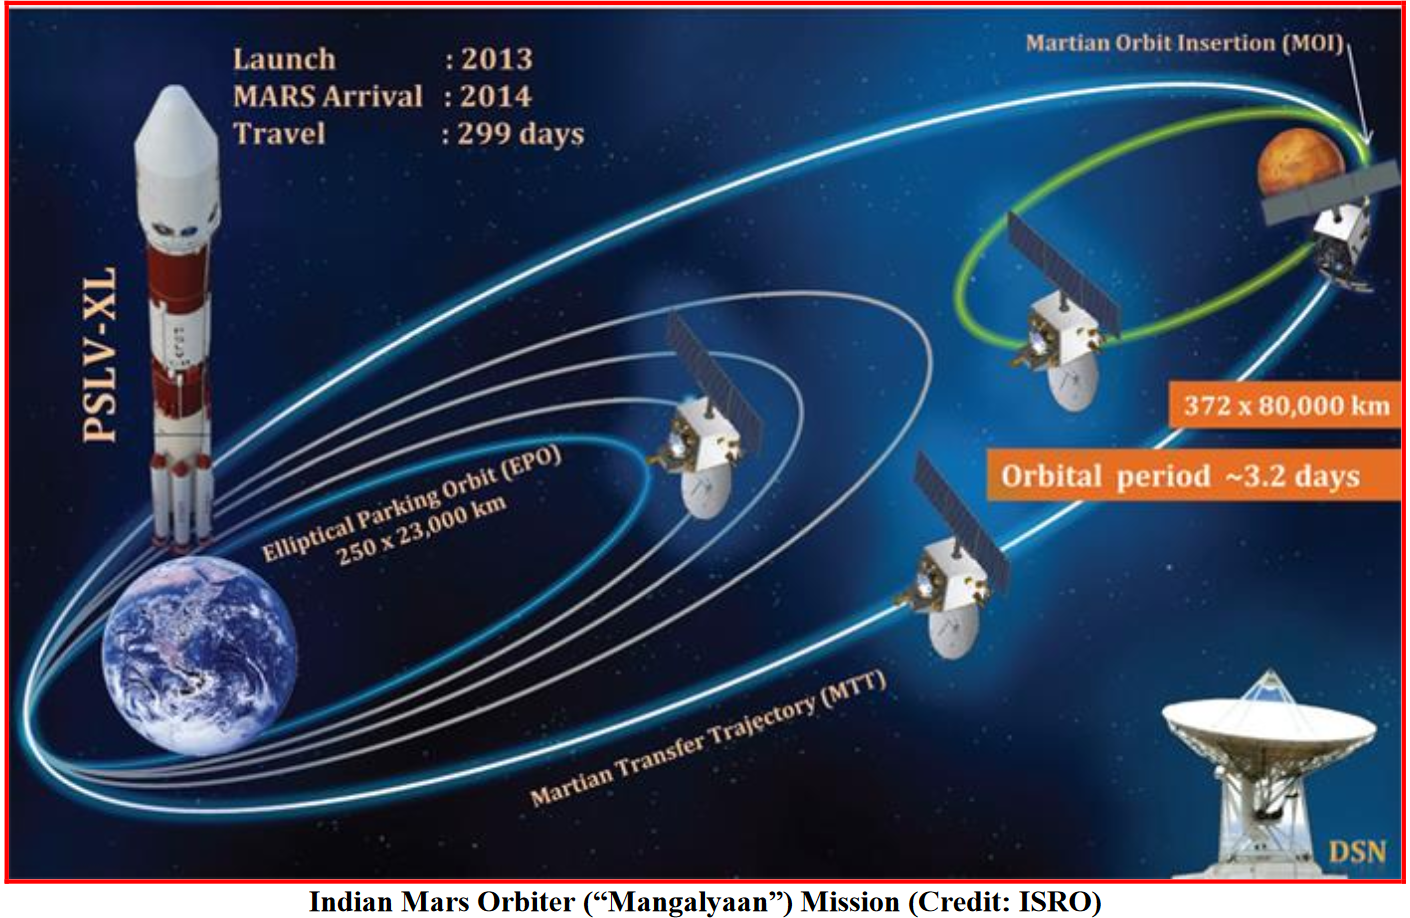 Launch : 2013
MARS Arrival : 2014
Travel : 299 days
Martian Orbit Insertion (MOI)
PSLV-XL
Elliptical Parking Orbit (EPO)
250 x 23,000 km
372 x 80,000 km
Orbital period ~3.2 days
Martian Transfer Trajectory (MTT)
DSN
Indian Mars Orbiter (“Mangalyaan”) Mission (Credit: ISRO)